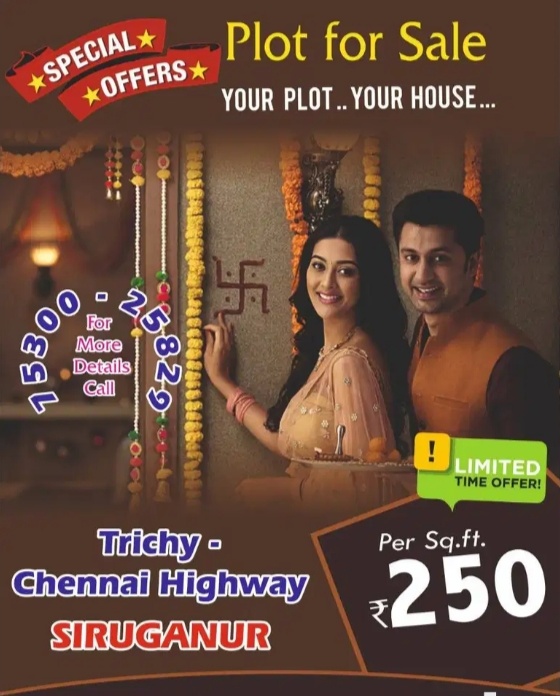 SPECIAL
OFFERS
Plot for Sale
YOUR PLOT.. YOUR HOUSE...
75300 - 25829
For
More
Details
Call
!
LIMITED
TIME OFFER!
Trichy -
Chennai Highway
SIRUGANUR
Per Sq.ft.
₹250